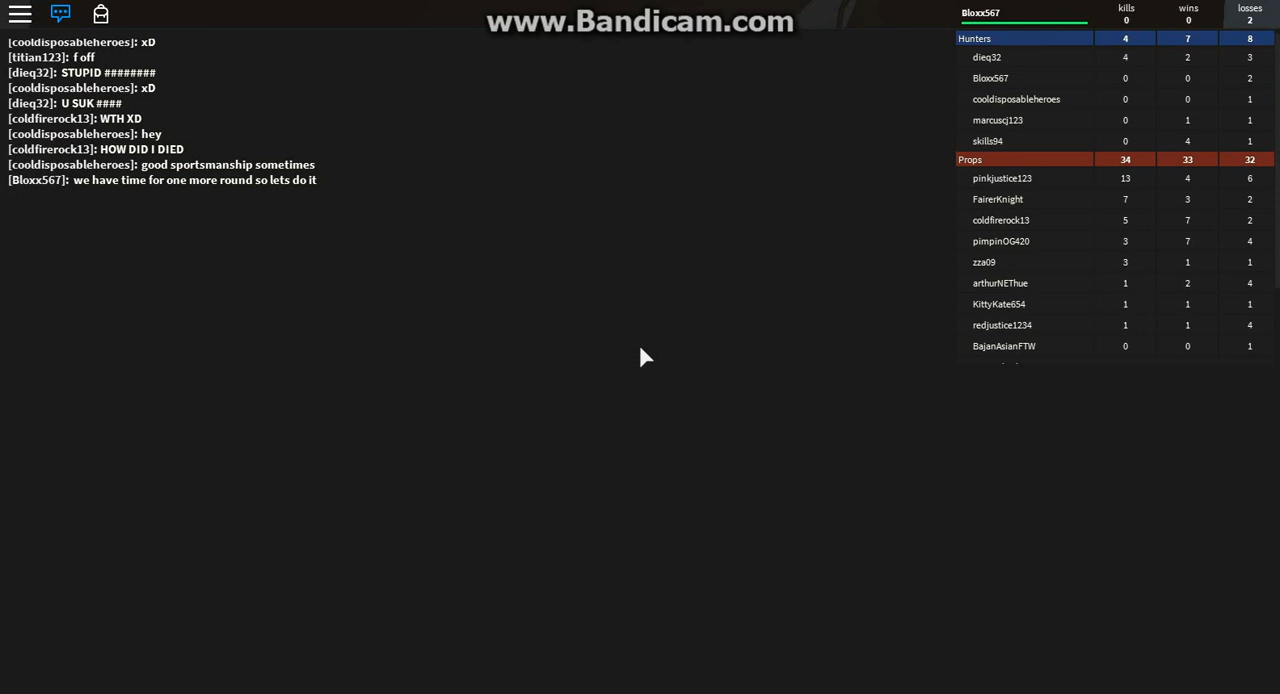 www.Bandicam.com
Bloxx567 kills 0 wins 0 losses 2
[cooldisposableheroes]: xD
[titian123]: f off
[dieq32]: STUPID ########
[cooldisposableheroes]: xD
[dieq32]: U SUK ####
[coldfirerock13]: WTH XD
[cooldisposableheroes]: hey
[coldfirerock13]: HOW DID I DIED
[cooldisposableheroes]: good sportsmanship sometimes
[Bloxx567]: we have time for one more round so lets do it
Hunters 4 7 8
dieq32 4 2 3
Bloxx567 0 0 2
cooldisposableheroes 0 0 1
marcuscj123 0 1 1
skills94 0 4 1
Props 34 33 32
pinkjustice123 13 4 6
FairerKnight 7 3 2
coldfirerock13 5 7 2
pimpinOG420 3 7 4
zza09 3 1 1
arthurNEThue 1 2 4
KittyKate654 1 1 1
redjustice1234 1 1 4
BajanAsianFTW 0 0 1